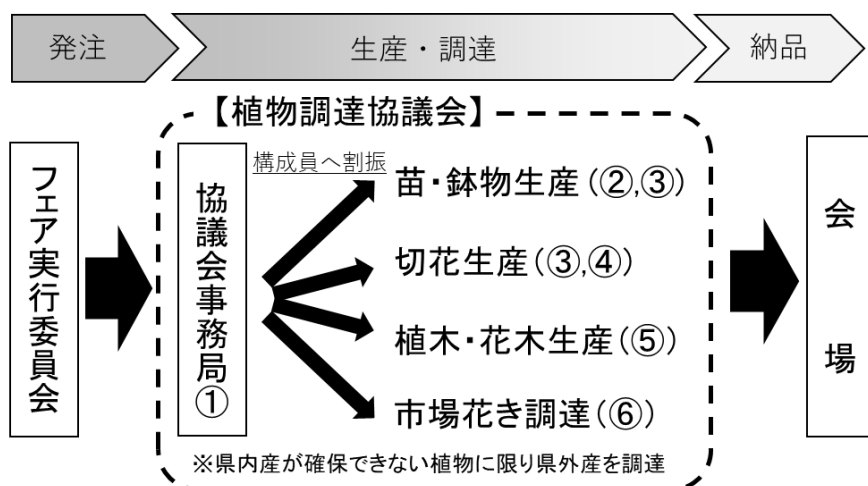 発注
生産・調達
納品
【植物調達協議会】
フェア実行委員会
協議会事務局①
構成員へ割振
苗・鉢物生産(②,③)
切花生産(③,④)
植木・花木生産(⑤)
市場花き調達(⑥)
※県内産が確保できない植物に限り県外産を調達
会場